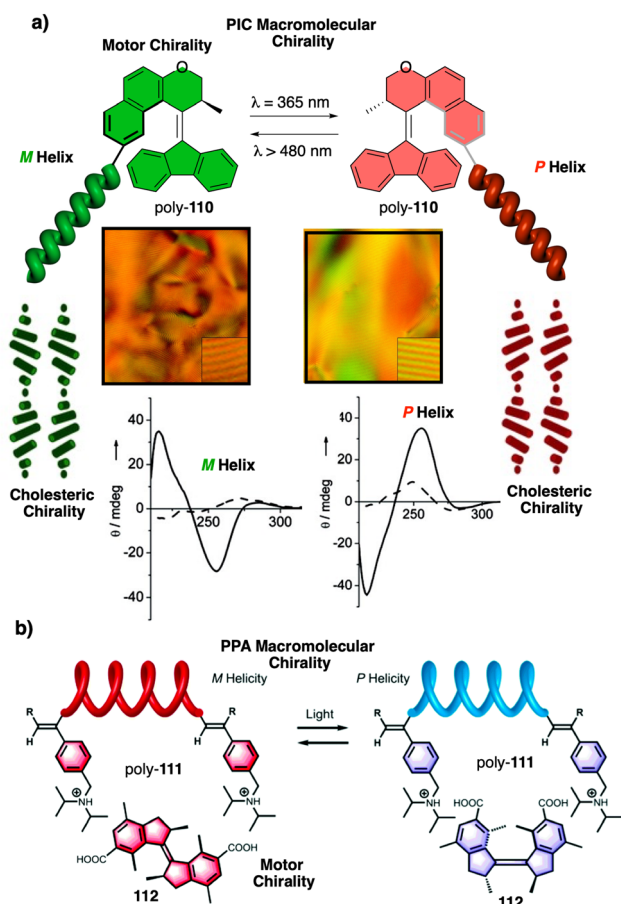 a)
PIC Macromolecular
Chirality
Motor Chirality
O
O
λ = 365 nm
λ > 480 nm
M Helix
P Helix
poly-110
poly-110
40
20
0
-20
-40
θ / mdeg
250
300
M Helix
40
20
0
-20
-40
θ / mdeg
250
300
P Helix
Cholesteric
Chirality
Cholesteric
Chirality
b)
PPA Macromolecular
Chirality
M Helicity
P Helicity
Light
R
H
R
R
H
R
H
poly-111
poly-111
⊕
NH
⊕
NH
⊕
NH
⊕
NH
HOOC
COOH
HOOC
COOH
Motor
Chirality
112
112